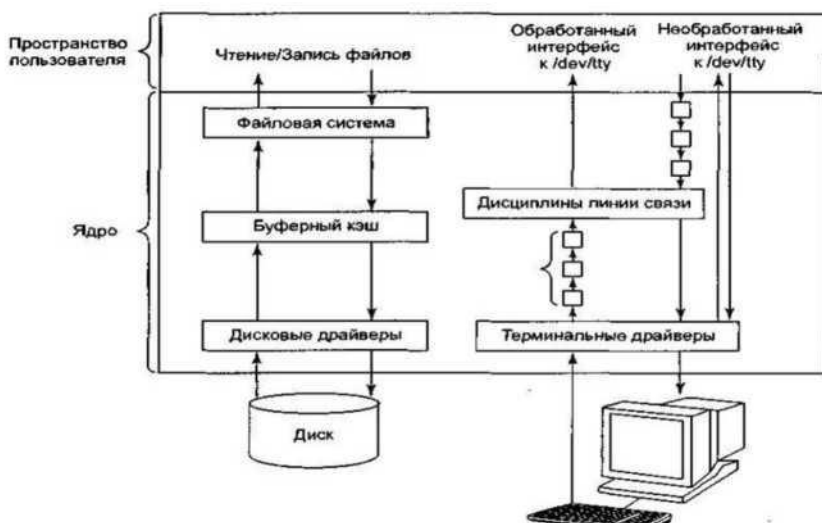 Пространство
пользователя
Чтение/Запись файлов
Обработанный
интерфейс
к /dev/tty
Необработанный
интерфейс
к /dev/tty
Ядро
Файловая система
Буферный кэш
Дисковые драйверы
Диск
Дисциплины линии связи
Терминальные драйверы